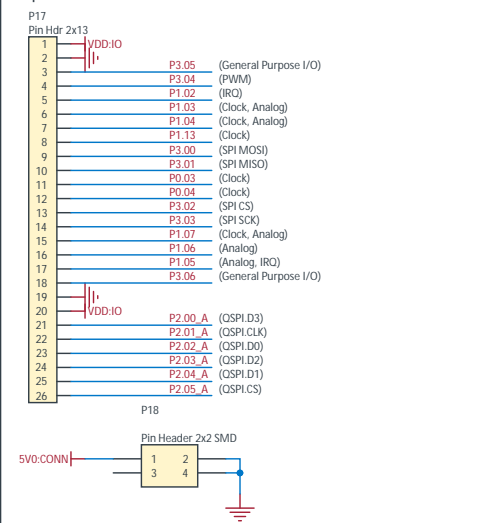 P17
Pin Hdr 2x13
1 VDD:IO
2
3 P3.05 (General Purpose I/O)
4 P3.04 (PWM)
5 P1.02 (IRQ)
6 P1.03 (Clock, Analog)
7 P1.04 (Clock, Analog)
8 P1.13 (Clock)
9 P3.00 (SPI MOSI)
10 P3.01 (SPI MISO)
11 P0.03 (Clock)
12 P0.04 (Clock)
13 P3.02 (SPI CS)
14 P3.03 (SPI SCK)
15 P1.07 (Clock, Analog)
16 P1.06 (Analog)
17 P1.05 (Analog, IRQ)
18 P3.06 (General Purpose I/O)
19
20 VDD:IO
21 P2.00_A (QSPI.D3)
22 P2.01_A (QSPI.CLK)
23 P2.02_A (QSPI.D0)
24 P2.03_A (QSPI.D2)
25 P2.04_A (QSPI.D1)
26 P2.05_A (QSPI.CS)
P18
Pin Header 2x2 SMD
5V0:CONN 1 2
3 4